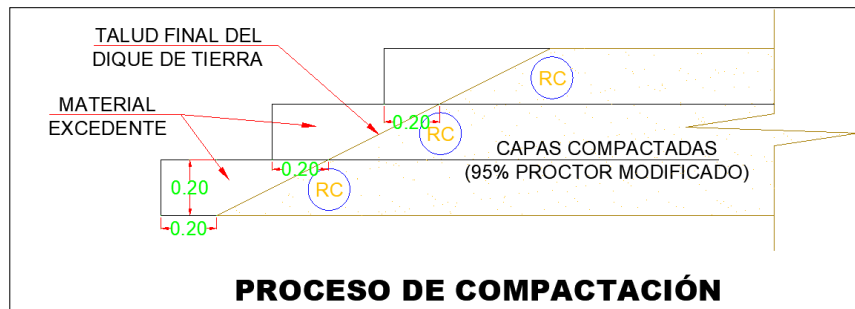 TALUD FINAL DEL
DIQUE DE TIERRA
RC
MATERIAL
EXCEDENTE
0.20
RC
CAPAS COMPACTADAS
(95% PROCTOR MODIFICADO)
0.20
0.20
RC
0.20
PROCESO DE COMPACTACIÓN